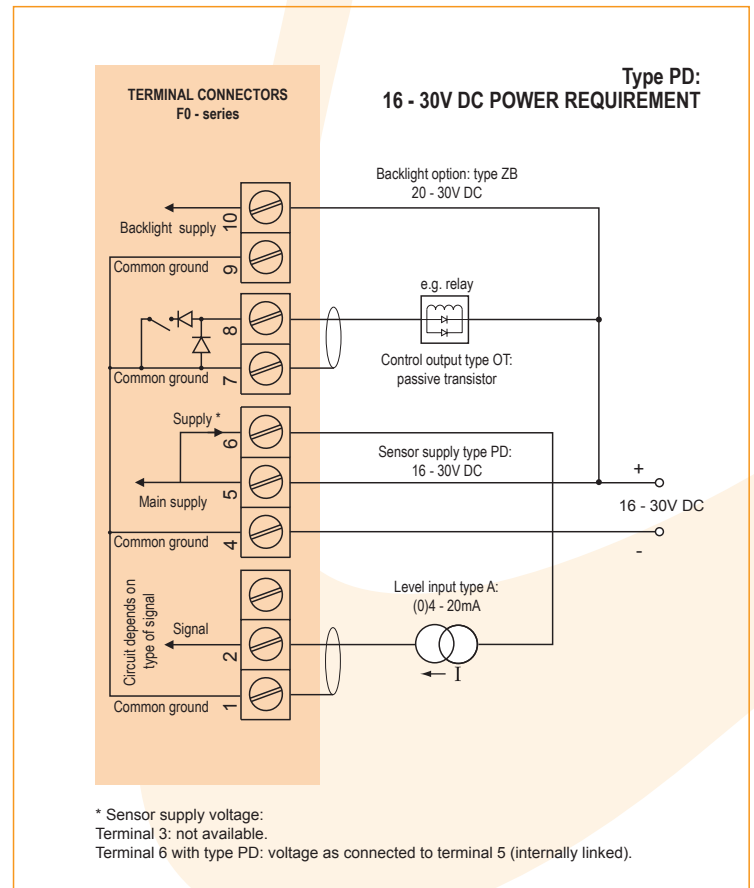 Type PD:
16 - 30V DC POWER REQUIREMENT
TERMINAL CONNECTORS
F0 - series
Backlight option: type ZB
20 - 30V DC
10
Backlight supply
9
Common ground
e.g. relay
8
Control output type OT:
passive transistor
7
Common ground
Supply *
6
Sensor supply type PD:
16 - 30V DC
5
Main supply
+
16 - 30V DC
-
4
Common ground
Circuit depends on
type of signal
Level input type A:
(0)4 - 20mA
Signal
2
I
1
Common ground
* Sensor supply voltage:
Terminal 3: not available.
Terminal 6 with type PD: voltage as connected to terminal 5 (internally linked).